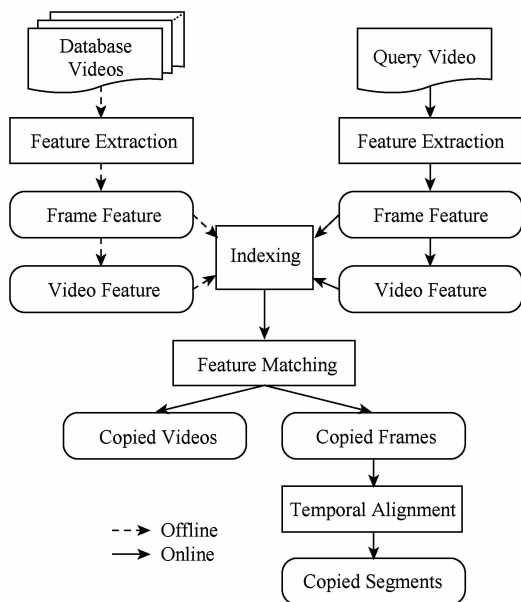 Database
Videos
Query Video
Feature Extraction
Feature Extraction
Frame Feature
Frame Feature
Indexing
Video Feature
Video Feature
Feature Matching
Copied Videos
Copied Frames
Temporal Alignment
Offline
Online
Copied Segments